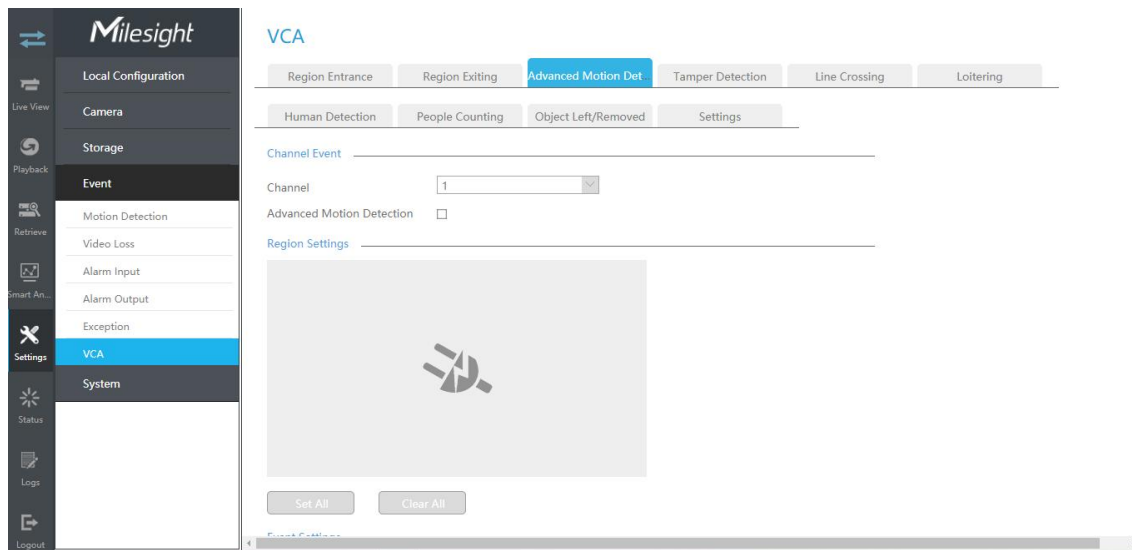 Milesight
Live View
Playback
Retrieve
Smart An...
Settings
Status
Logs
Logout
Local Configuration
Camera
Storage
Event
Motion Detection
Video Loss
Alarm Input
Alarm Output
Exception
VCA
System
VCA
Region Entrance Region Exiting Advanced Motion Det... Tamper Detection Line Crossing Loitering
Human Detection People Counting Object Left/Removed Settings
Channel Event
Channel 1
Advanced Motion Detection
Region Settings
Set All Clear All
Event Settings